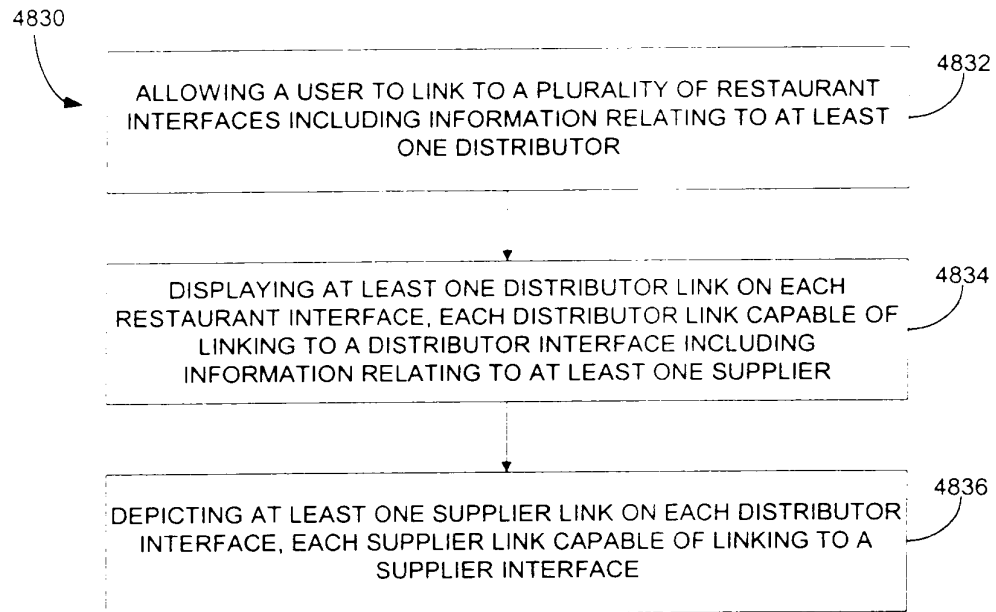 4830
4832
ALLOWING A USER TO LINK TO A PLURALITY OF RESTAURANT
INTERFACES INCLUDING INFORMATION RELATING TO AT LEAST
ONE DISTRIBUTOR
4834
DISPLAYING AT LEAST ONE DISTRIBUTOR LINK ON EACH
RESTAURANT INTERFACE, EACH DISTRIBUTOR LINK CAPABLE OF
LINKING TO A DISTRIBUTOR INTERFACE INCLUDING
INFORMATION RELATING TO AT LEAST ONE SUPPLIER
4836
DEPICTING AT LEAST ONE SUPPLIER LINK ON EACH DISTRIBUTOR
INTERFACE, EACH SUPPLIER LINK CAPABLE OF LINKING TO A
SUPPLIER INTERFACE